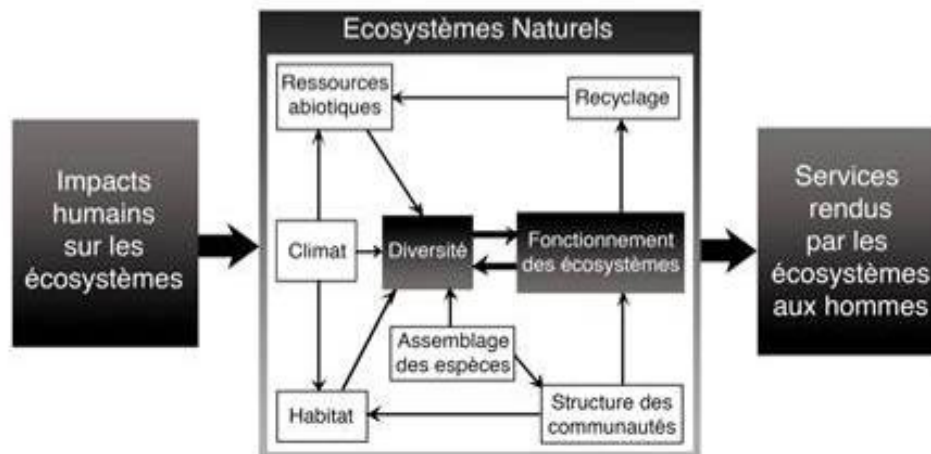 Ecosystèmes Naturels
Impacts
humains
sur les
écosystèmes
Ressources
abiotiques
Recyclage
Climat
Diversité
Fonctionnement
des écosystèmes
Assemblage
des espèces
Habitat
Structure des
communautés
Services
rendus
par les
écosystèmes
aux hommes